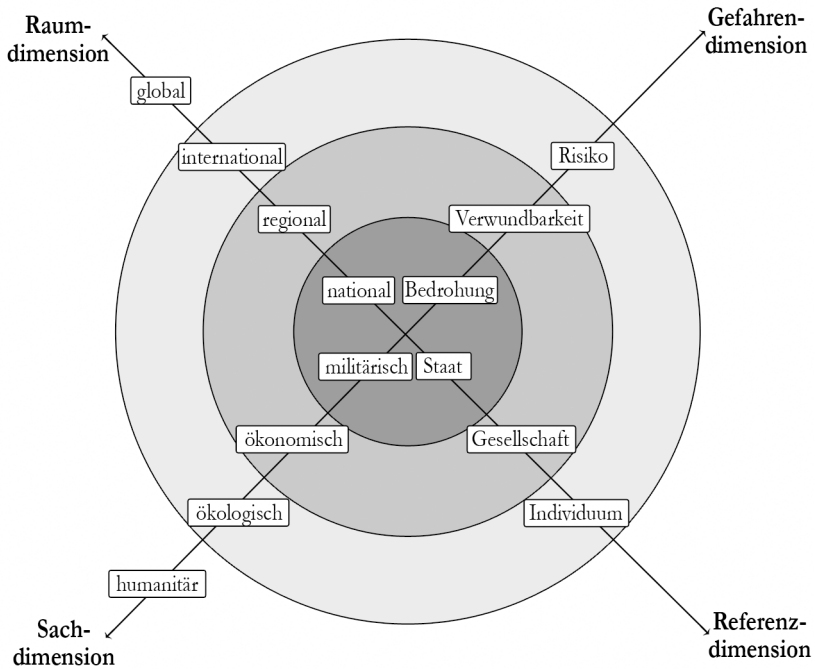 Raum-
dimension
Gefahren-
dimension
global
international
Risiko
regional
Verwundbarkeit
national
Bedrohung
militärisch
Staat
ökonomisch
Gesellschaft
ökologisch
Individuum
humanitär
Sach-
dimension
Referenz-
dimension